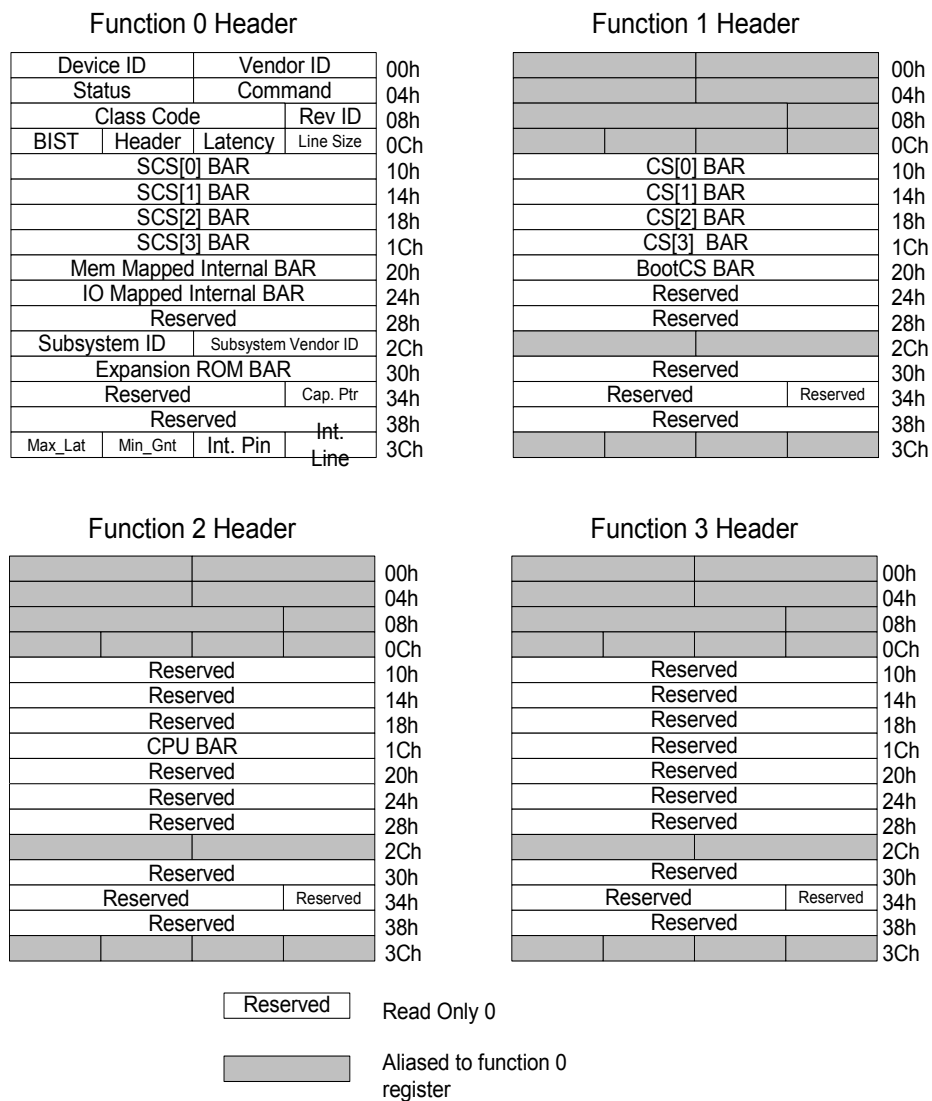 Function 0 Header
Device ID Vendor ID 00h
Status Command 04h
Class Code Rev ID 08h
BIST Header Latency Line Size 0Ch
SCS[0] BAR 10h
SCS[1] BAR 14h
SCS[2] BAR 18h
SCS[3] BAR 1Ch
Mem Mapped Internal BAR 20h
IO Mapped Internal BAR 24h
Reserved 28h
Subsystem ID Subsystem Vendor ID 2Ch
Expansion ROM BAR 30h
Reserved Cap. Ptr 34h
Reserved 38h
Max_Lat Min_Gnt Int. Pin Int. Line 3Ch
Function 1 Header
00h
04h
08h
0Ch
CS[0] BAR 10h
CS[1] BAR 14h
CS[2] BAR 18h
CS[3] BAR 1Ch
BootCS BAR 20h
Reserved 24h
Reserved 28h
2Ch
Reserved 30h
Reserved Reserved 34h
Reserved 38h
3Ch
Function 2 Header
00h
04h
08h
0Ch
Reserved 10h
Reserved 14h
Reserved 18h
CPU BAR 1Ch
Reserved 20h
Reserved 24h
Reserved 28h
2Ch
Reserved 30h
Reserved Reserved 34h
Reserved 38h
3Ch
Function 3 Header
00h
04h
08h
0Ch
Reserved 10h
Reserved 14h
Reserved 18h
Reserved 1Ch
Reserved 20h
Reserved 24h
Reserved 28h
2Ch
Reserved 30h
Reserved Reserved 34h
Reserved 38h
3Ch
Reserved Read Only 0
Aliased to function 0
register